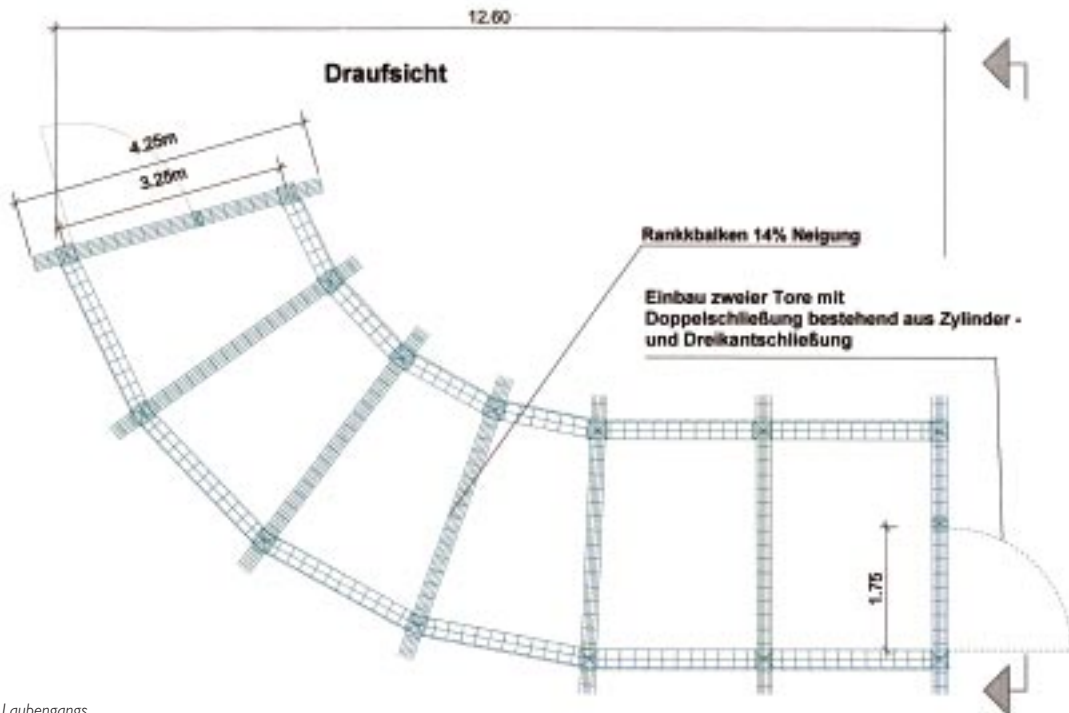 12.60
Draufsicht
4.25m
3.25m
Rankkbalken 14% Neigung
Einbau zweier Tore mit
Doppelschließung bestehend aus Zylinder -
und Dreikantschließung
1.75
Laubengangs